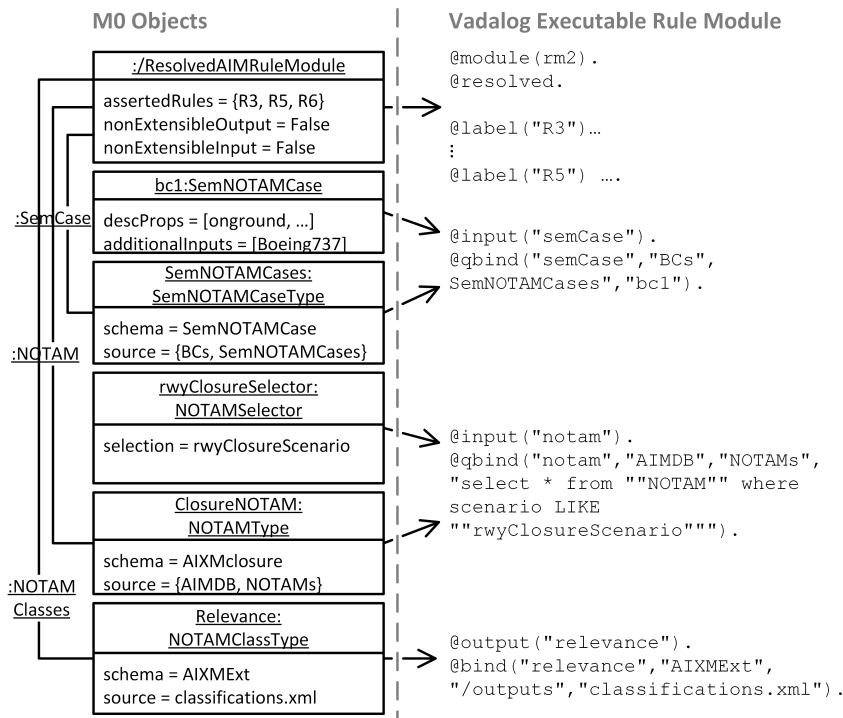 M0 Objects
:/ResolvedAIMRuleModule
assertedRules = {R3, R5, R6}
nonExtensibleOutput = False
nonExtensibleInput = False
bc1:SemNOTAMCase
descProps = [onground, ...]
additionalInputs = [Boeing737]
:SemCase
SemNOTAMCases:
SemNOTAMCaseType
schema = SemNOTAMCase
source = {BCs, SemNOTAMCases}
:NOTAM
rwyClosureSelector:
NOTAMSelector
selection = rwyClosureScenario
ClosureNOTAM:
NOTAMType
schema = AIXMclosure
source = {AIMDB, NOTAMs}
:NOTAM
Classes
Relevance:
NOTAMClassType
schema = AIXMExt
source = classifications.xml
Vadalog Executable Rule Module
@module(rm2).
@resolved.
@label("R3")…
⋮
@label("R5") ….
@input("semCase").
@qbind("semCase","BCs",
SemNOTAMCases","bc1").
@input("notam").
@qbind("notam","AIMDB","NOTAMs",
"select * from ""NOTAM"" where
scenario LIKE
""rwyClosureScenario""").
@output("relevance").
@bind("relevance","AIXMExt",
"/outputs","classifications.xml").